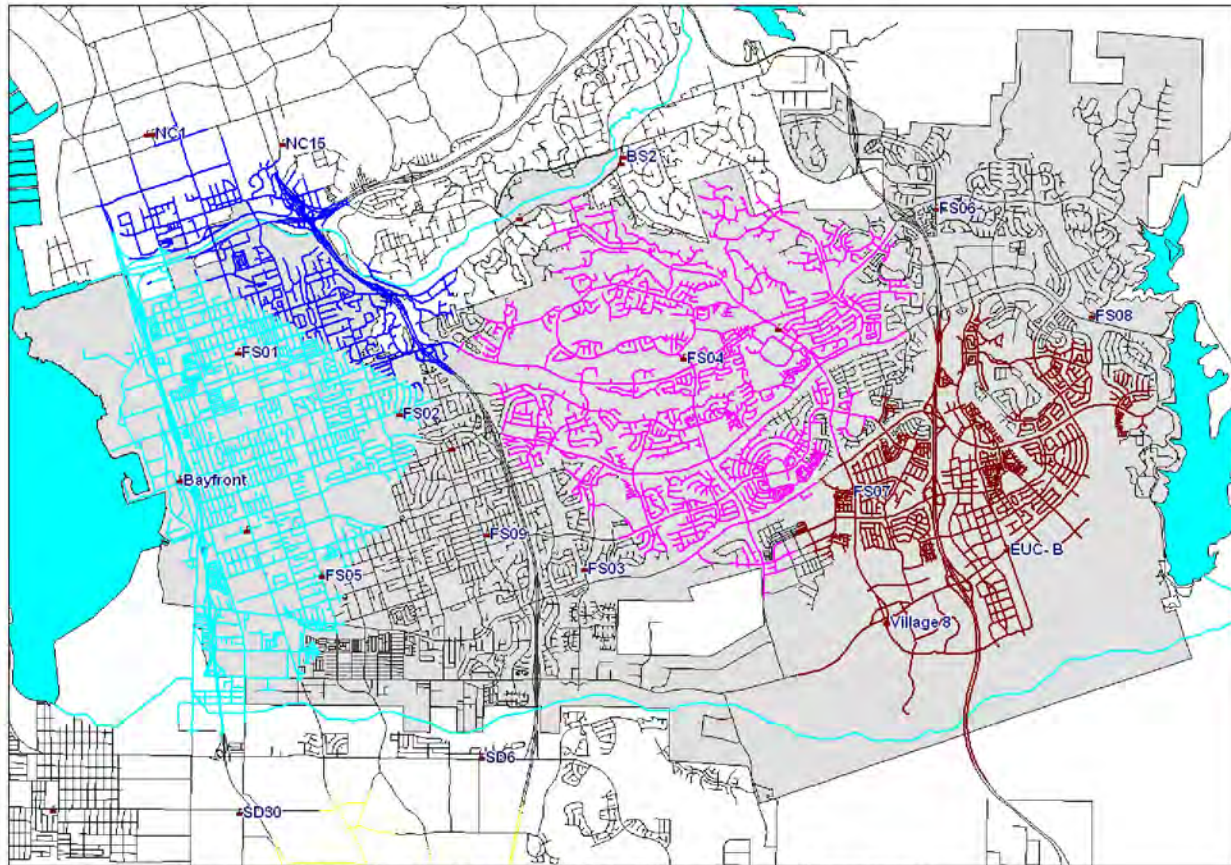 NC1
NC15
BS2
FS06
FS08
FS01
FS04
FS02
Bayfront
FS07
FS09
EUC- B
FS03
FS05
Village 8
SD6
SD30